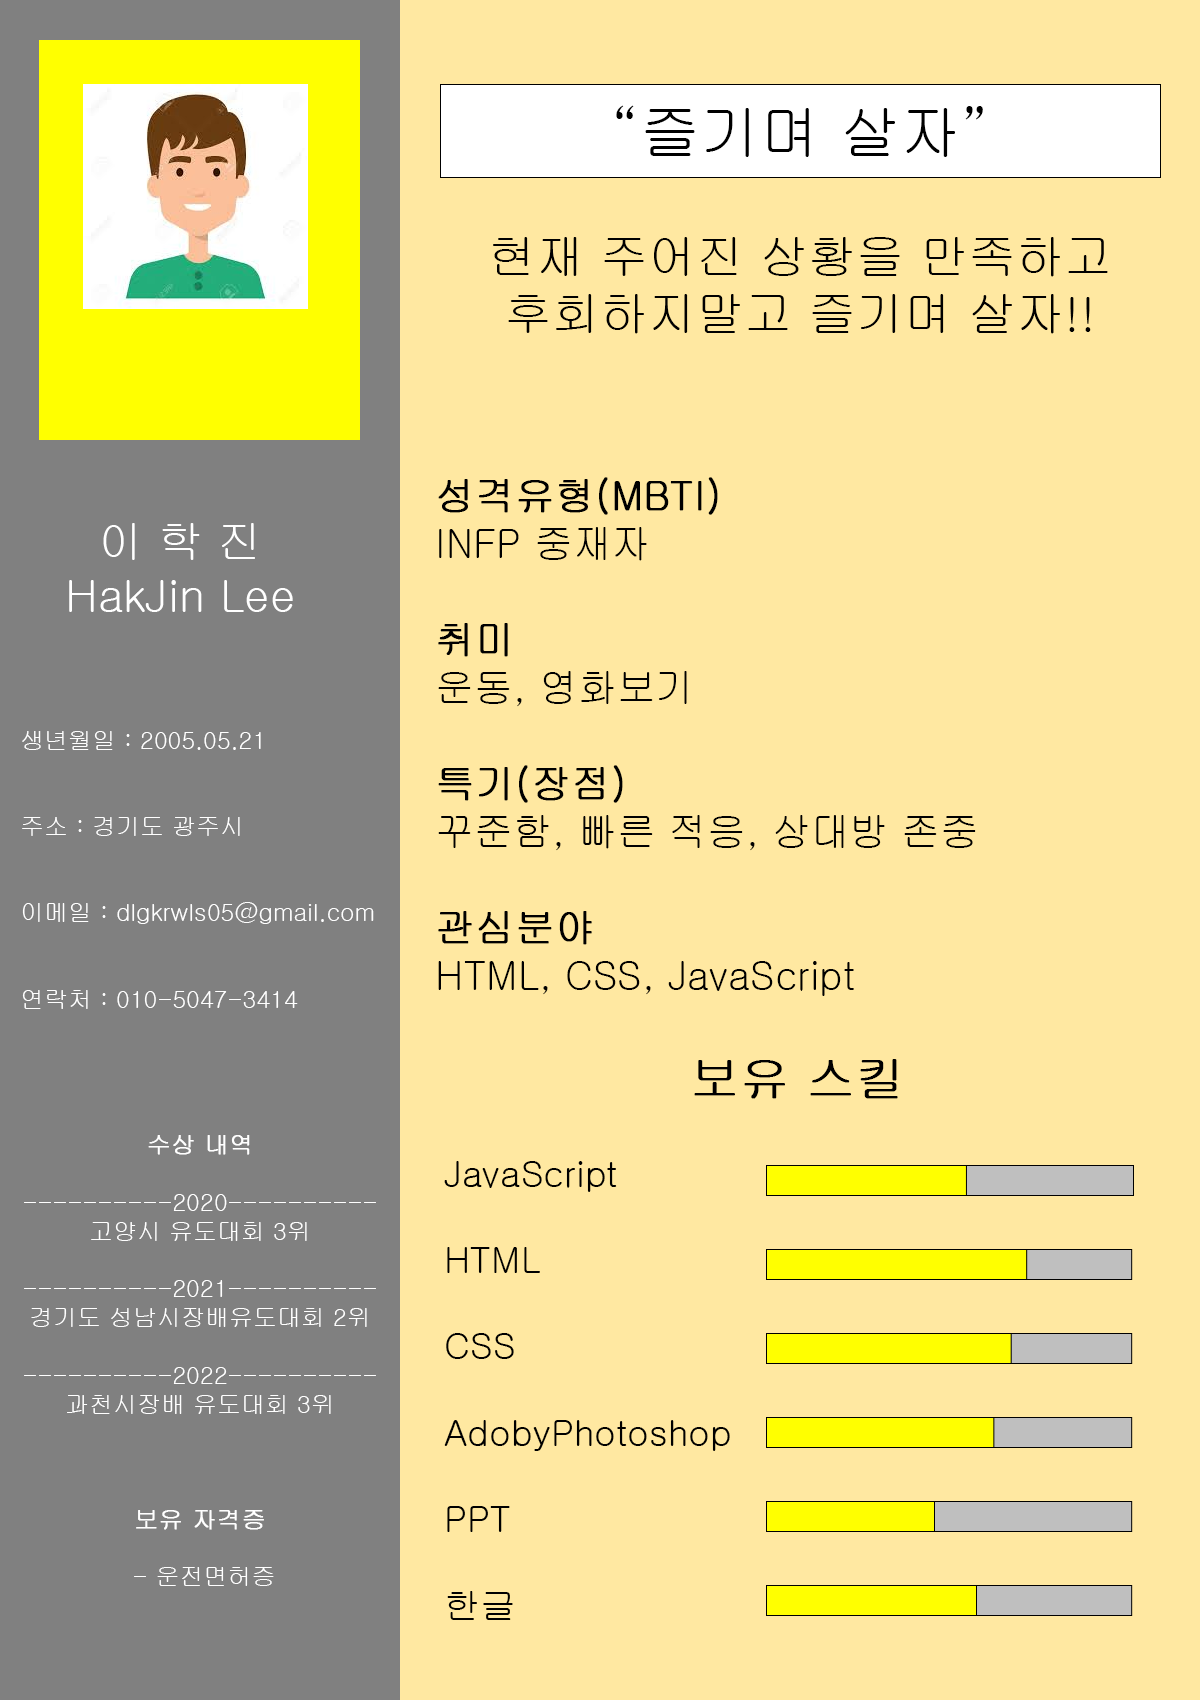 이 학 진
HakJin Lee
생년월일 : 2005.05.21
주소 : 경기도 광주시
이메일 : dlgkrwls05@gmail.com
연락처 : 010-5047-3414
수상 내역
----------2020----------
고양시 유도대회 3위
----------2021----------
경기도 성남시장배유도대회 2위
----------2022----------
과천시장배 유도대회 3위
보유 자격증
- 운전면허증
“즐기며 살자”
현재 주어진 상황을 만족하고
후회하지말고 즐기며 살자!!
성격유형(MBTI)
INFP 중재자
취미
운동, 영화보기
특기(장점)
꾸준함, 빠른 적응, 상대방 존중
관심분야
HTML, CSS, JavaScript
보유 스킬
JavaScript
HTML
CSS
AdobyPhotoshop
PPT
한글